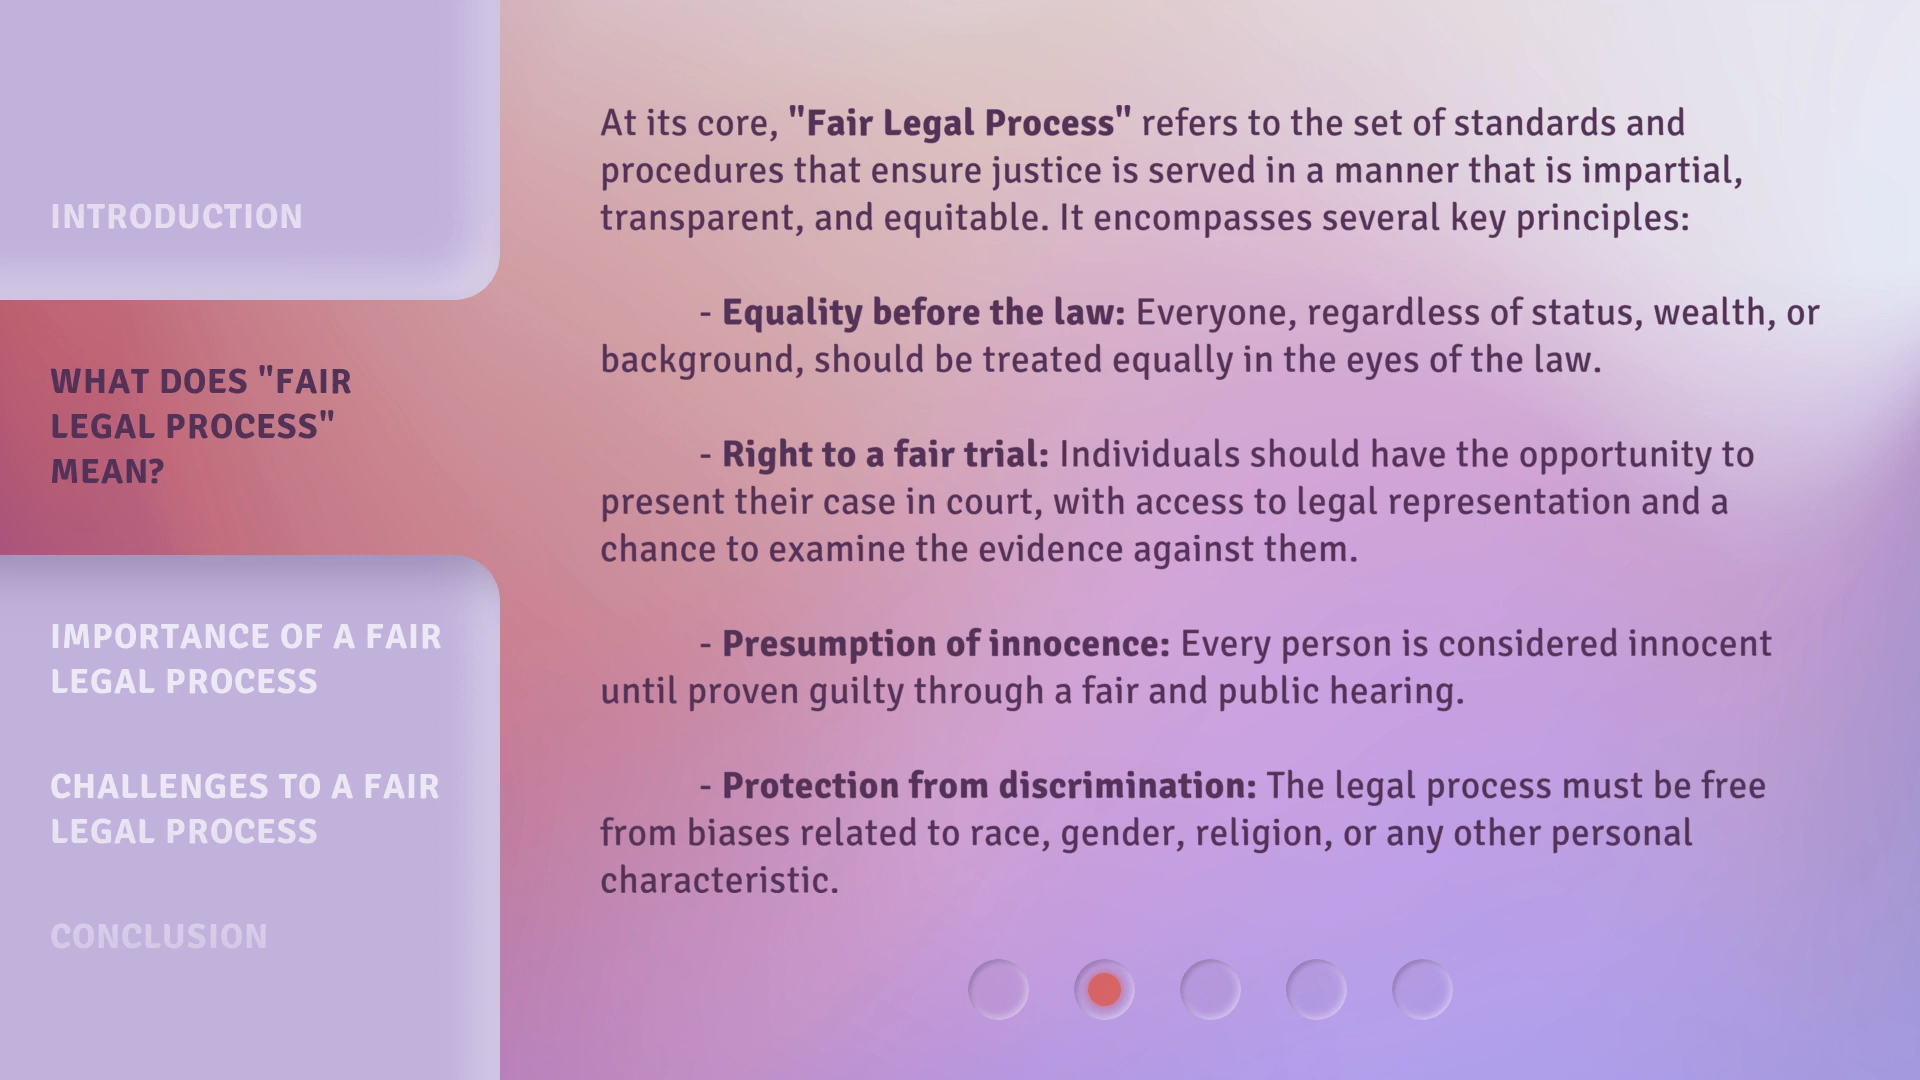 INTRODUCTION
WHAT DOES "FAIR
LEGAL PROCESS"
MEAN?
IMPORTANCE OF A FAIR
LEGAL PROCESS
CHALLENGES TO A FAIR
LEGAL PROCESS
CONCLUSION
At its core, "Fair Legal Process" refers to the set of standards and
procedures that ensure justice is served in a manner that is impartial,
transparent, and equitable. It encompasses several key principles:
- Equality before the law: Everyone, regardless of status, wealth, or
background, should be treated equally in the eyes of the law.
- Right to a fair trial: Individuals should have the opportunity to
present their case in court, with access to legal representation and a
chance to examine the evidence against them.
- Presumption of innocence: Every person is considered innocent
until proven guilty through a fair and public hearing.
- Protection from discrimination: The legal process must be free
from biases related to race, gender, religion, or any other personal
characteristic.